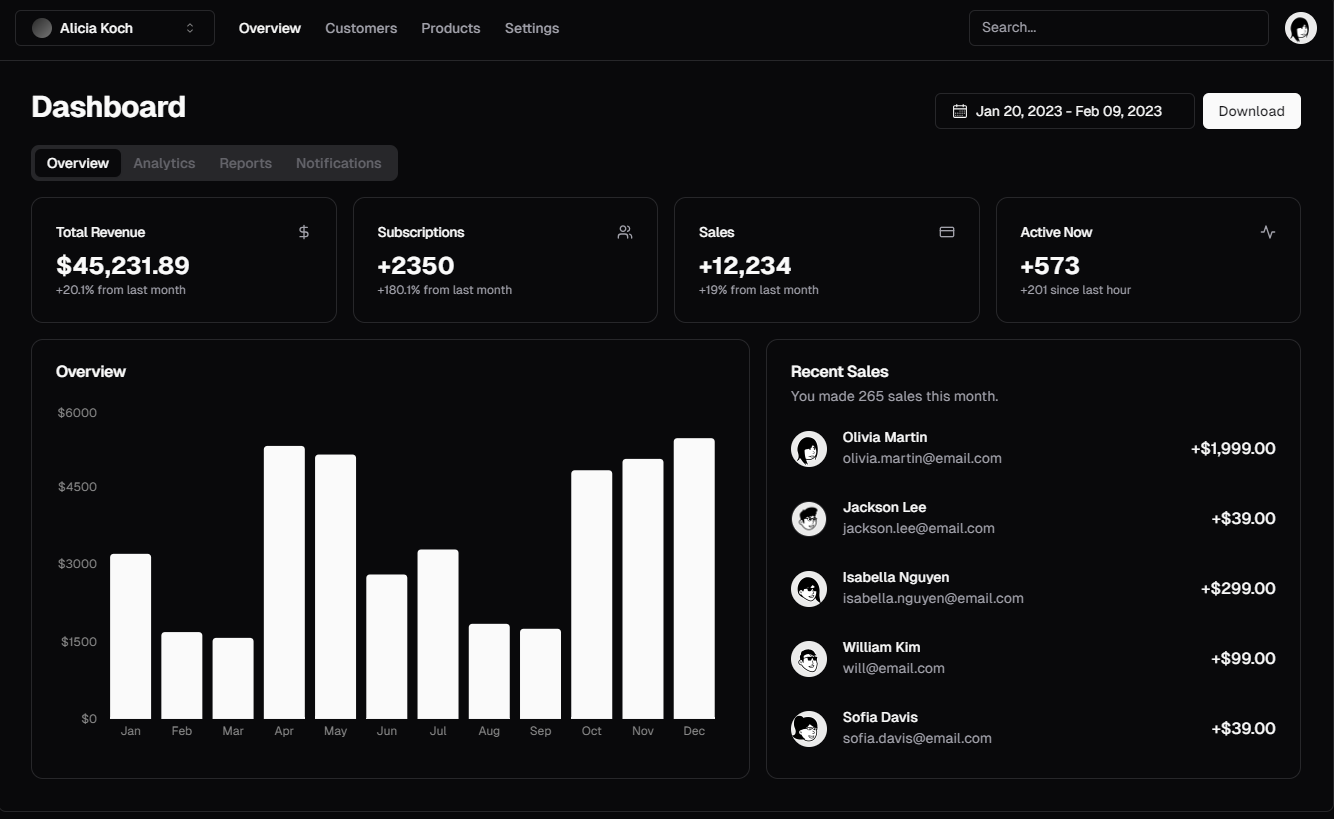 Alicia Koch
Overview Customers Products Settings
Search...
Dashboard
Jan 20, 2023 - Feb 09, 2023
Download
Overview Analytics Reports Notifications
Total Revenue
$45,231.89
+20.1% from last month
Subscriptions
+2350
+180.1% from last month
Sales
+12,234
+19% from last month
Active Now
+573
+201 since last hour
Overview
$6000
$4500
$3000
$1500
$0
Jan Feb Mar Apr May Jun Jul Aug Sep Oct Nov Dec
Recent Sales
You made 265 sales this month.
Olivia Martin
olivia.martin@email.com
+$1,999.00
Jackson Lee
jackson.lee@email.com
+$39.00
Isabella Nguyen
isabella.nguyen@email.com
+$299.00
William Kim
will@email.com
+$99.00
Sofia Davis
sofia.davis@email.com
+$39.00